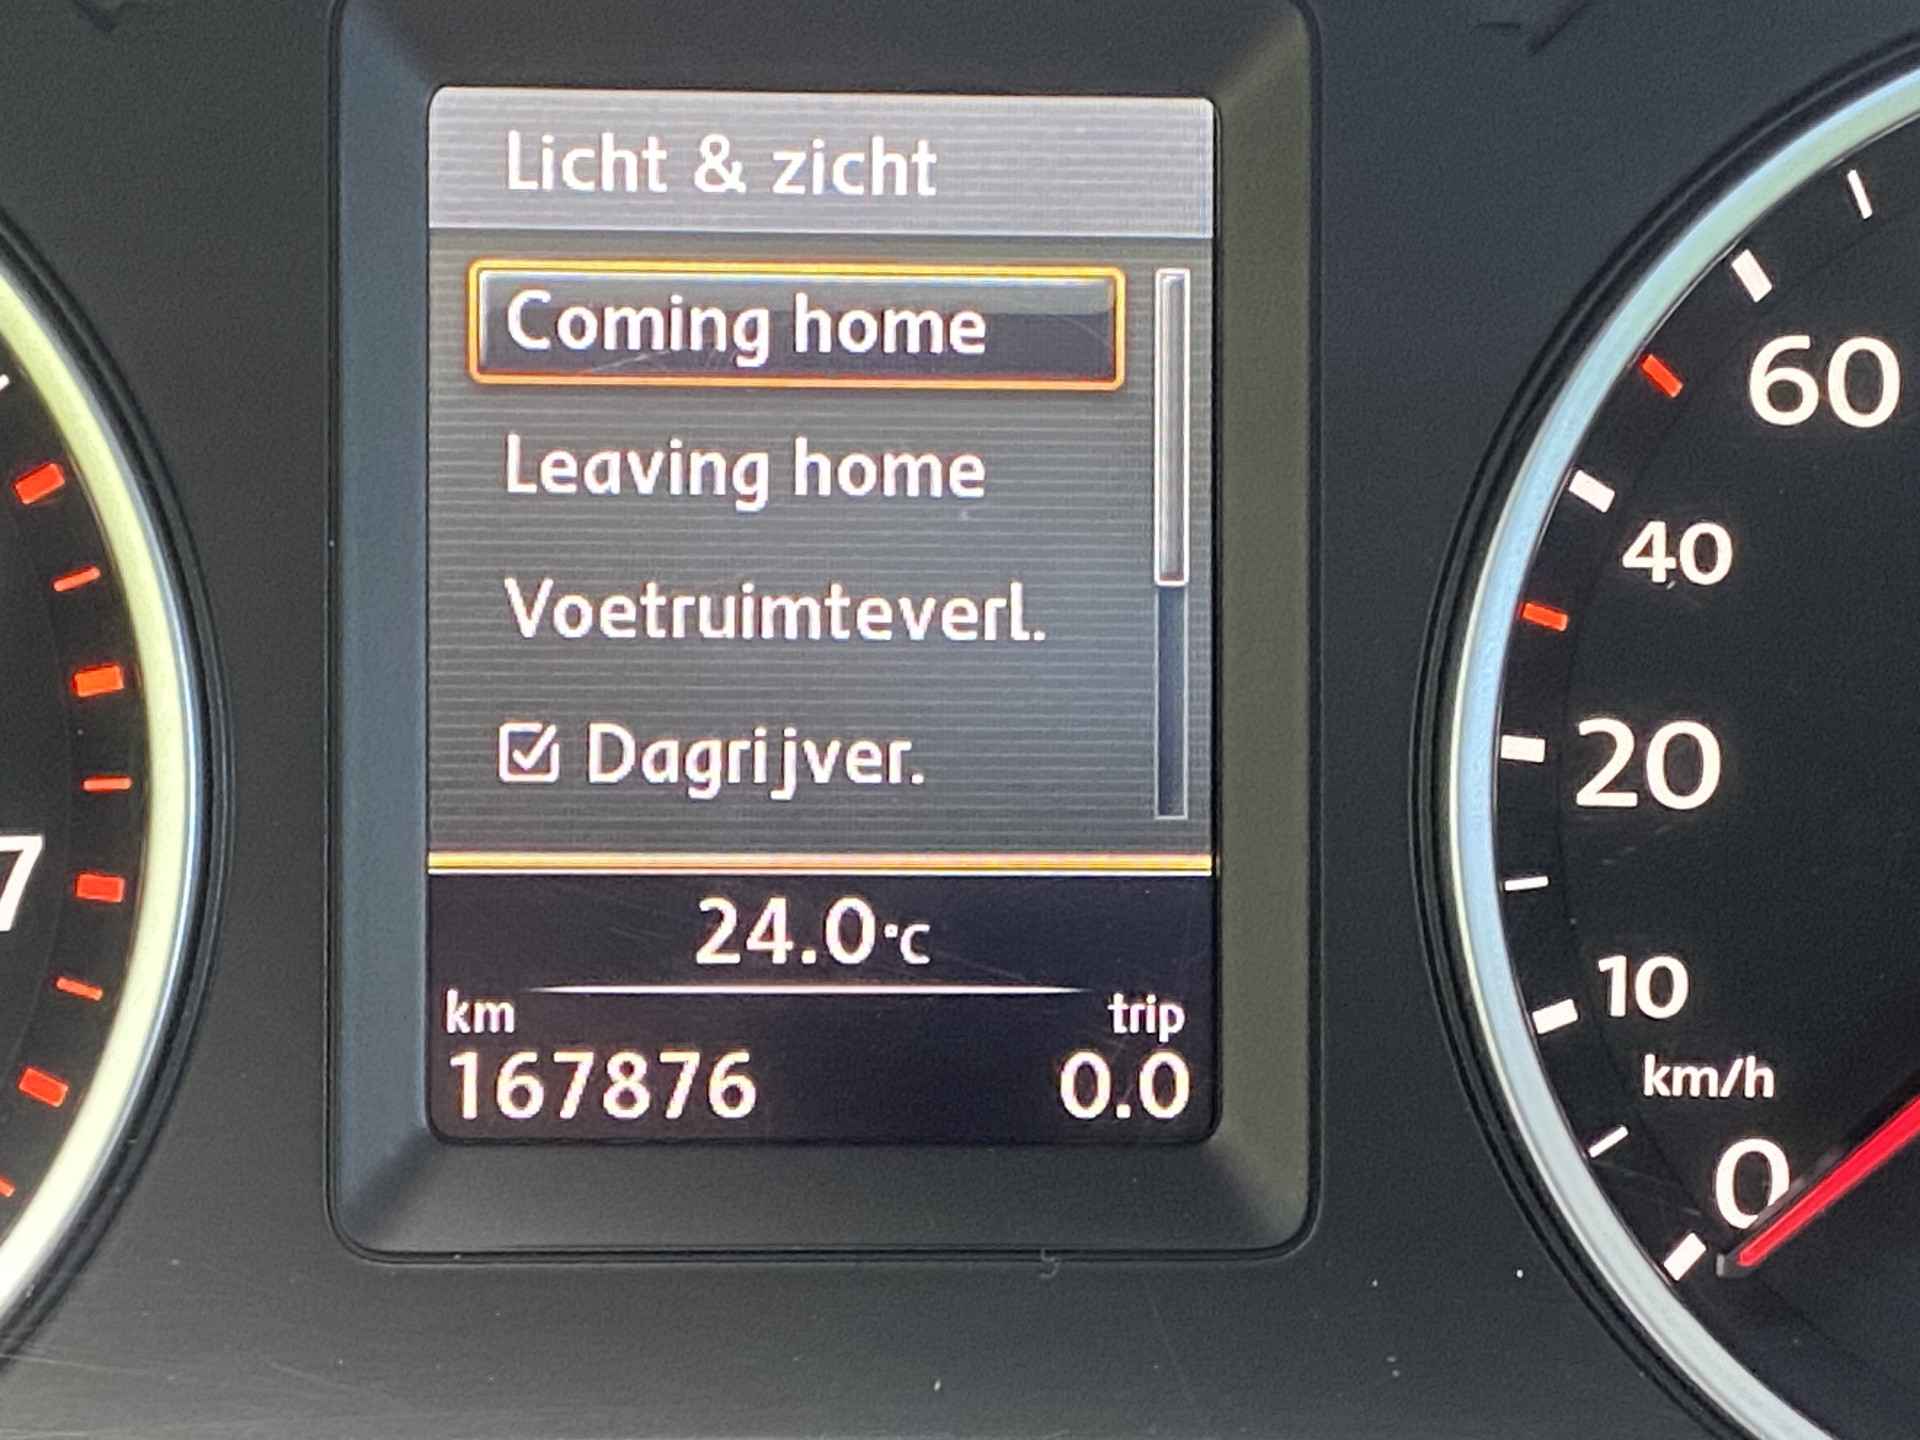 Licht & zicht
Coming home
Leaving home
Voetruimteverl.
Dagrijver.
24.0°C
km trip
167876 0.0
7
60
40
20
10
km/h
0